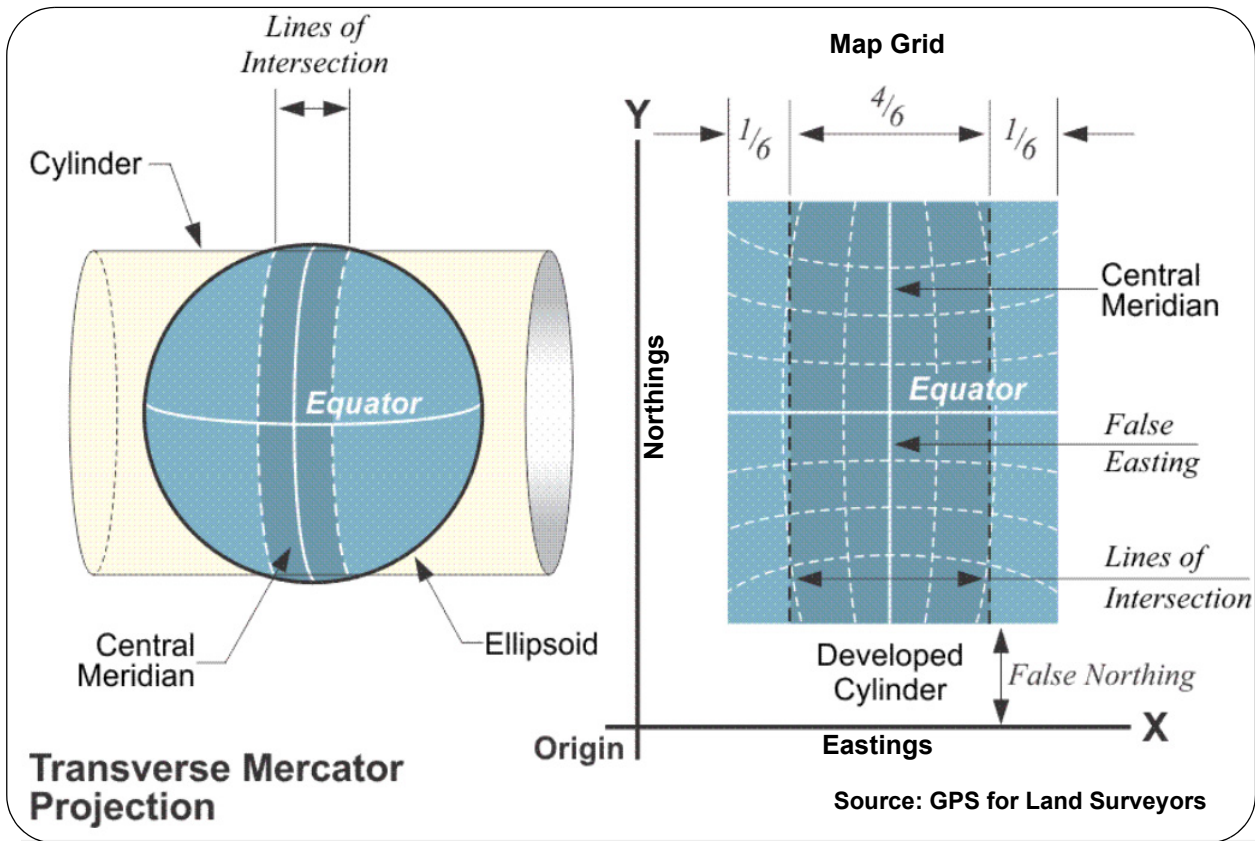 Lines of
Intersection
Cylinder
Equator
Central
Meridian
Ellipsoid
Transverse Mercator
Projection
Map Grid
Y
1/6
4/6
1/6
Northings
Central
Meridian
Equator
False
Easting
Lines of
Intersection
Developed
Cylinder
False Northing
X
Origin
Eastings
Source: GPS for Land Surveyors